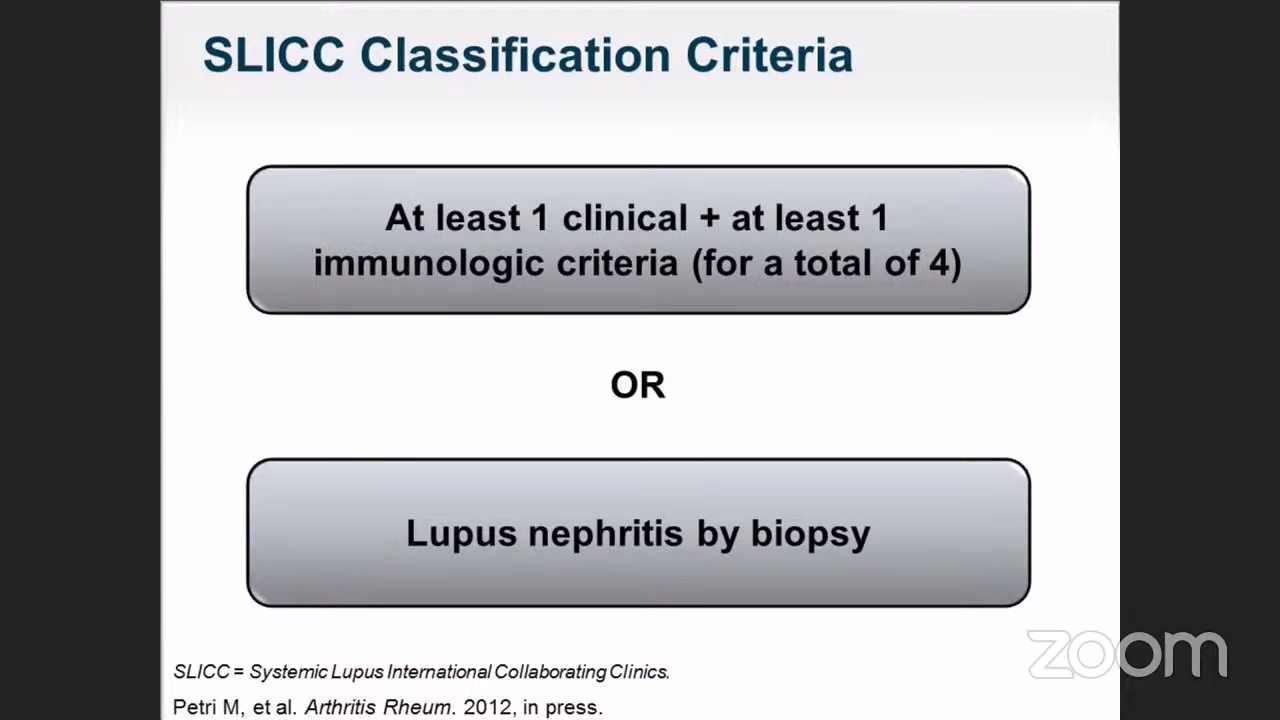 SLICC Classification Criteria
At least 1 clinical + at least 1
immunologic criteria (for a total of 4)
OR
Lupus nephritis by biopsy
SLICC = Systemic Lupus International Collaborating Clinics.
Petri M, et al. Arthritis Rheum. 2012, in press.
zoom